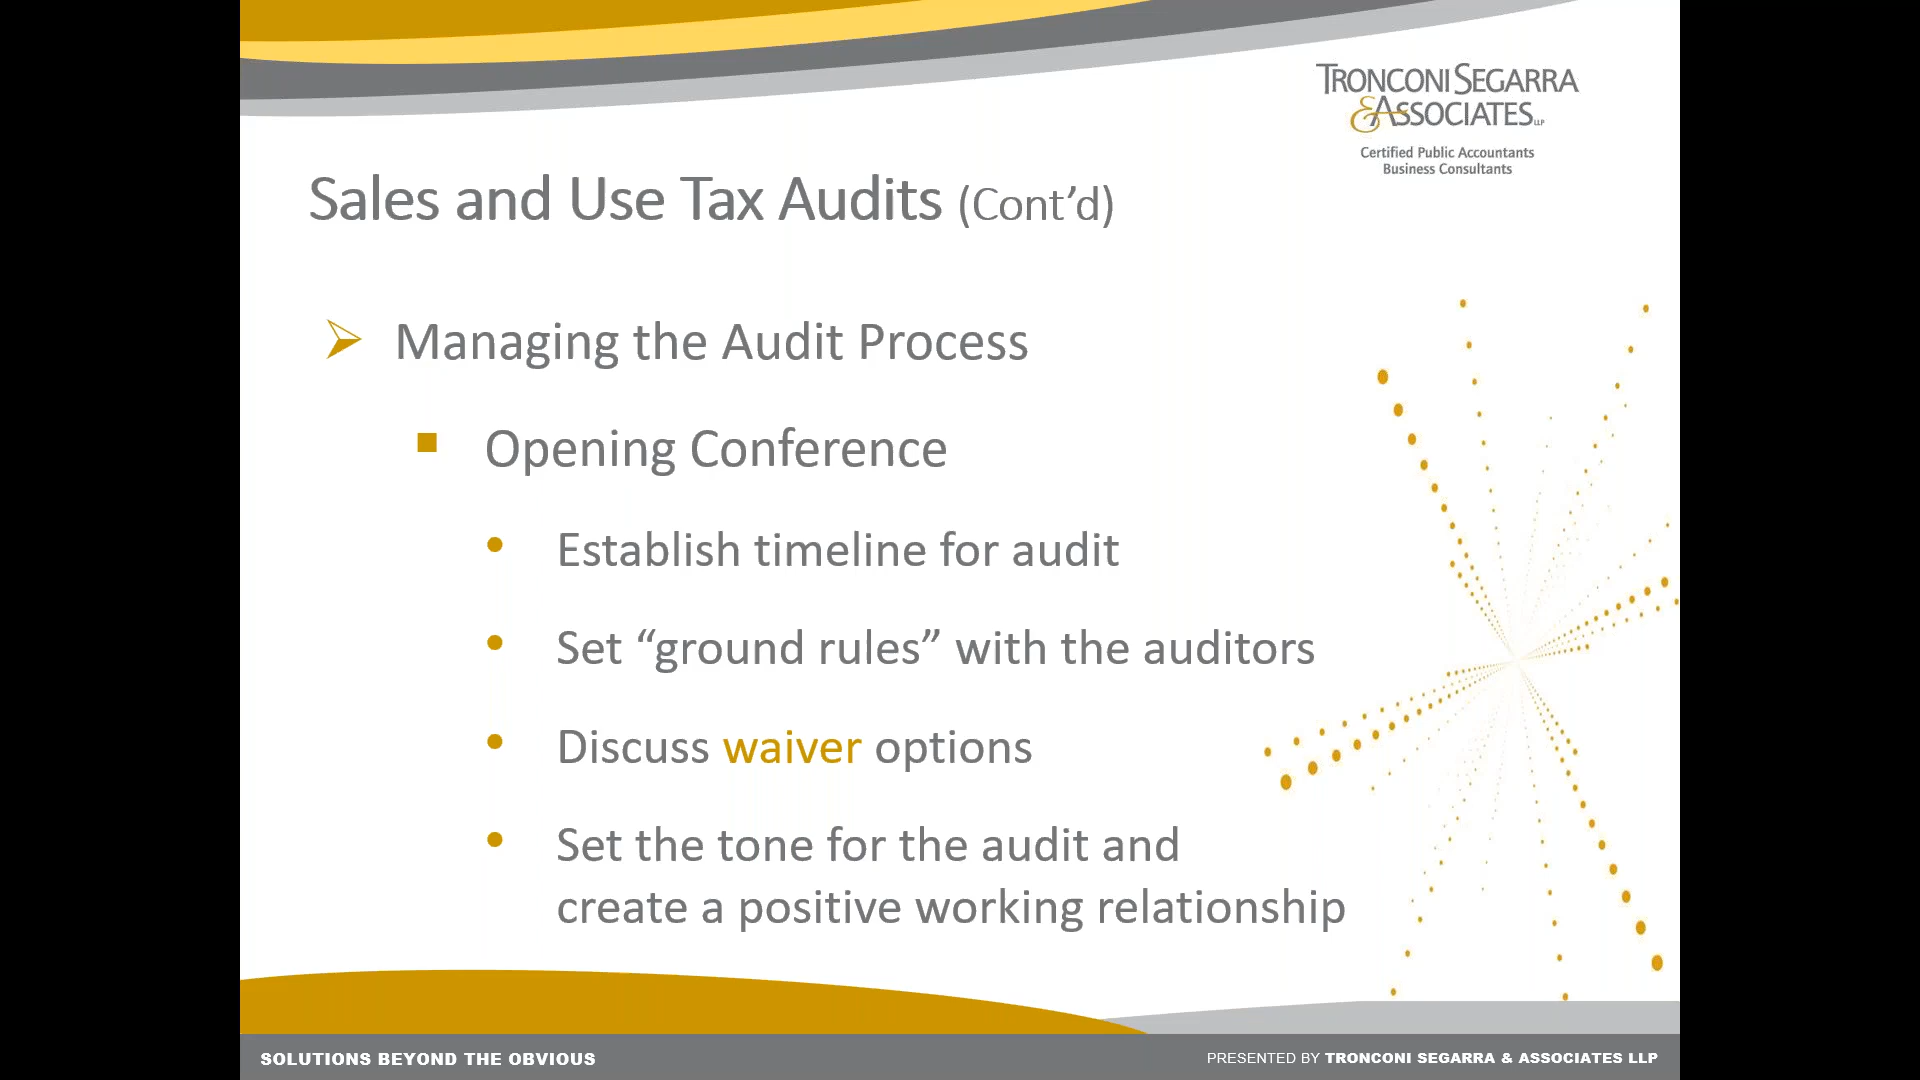 TRONCONI SEGARRA
& ASSOCIATES LLP
Certified Public Accountants
Business Consultants
Sales and Use Tax Audits (Cont’d)
Managing the Audit Process
Opening Conference
Establish timeline for audit
Set “ground rules” with the auditors
Discuss waiver options
Set the tone for the audit and
create a positive working relationship
SOLUTIONS BEYOND THE OBVIOUS
PRESENTED BY TRONCONI SEGARRA & ASSOCIATES LLP